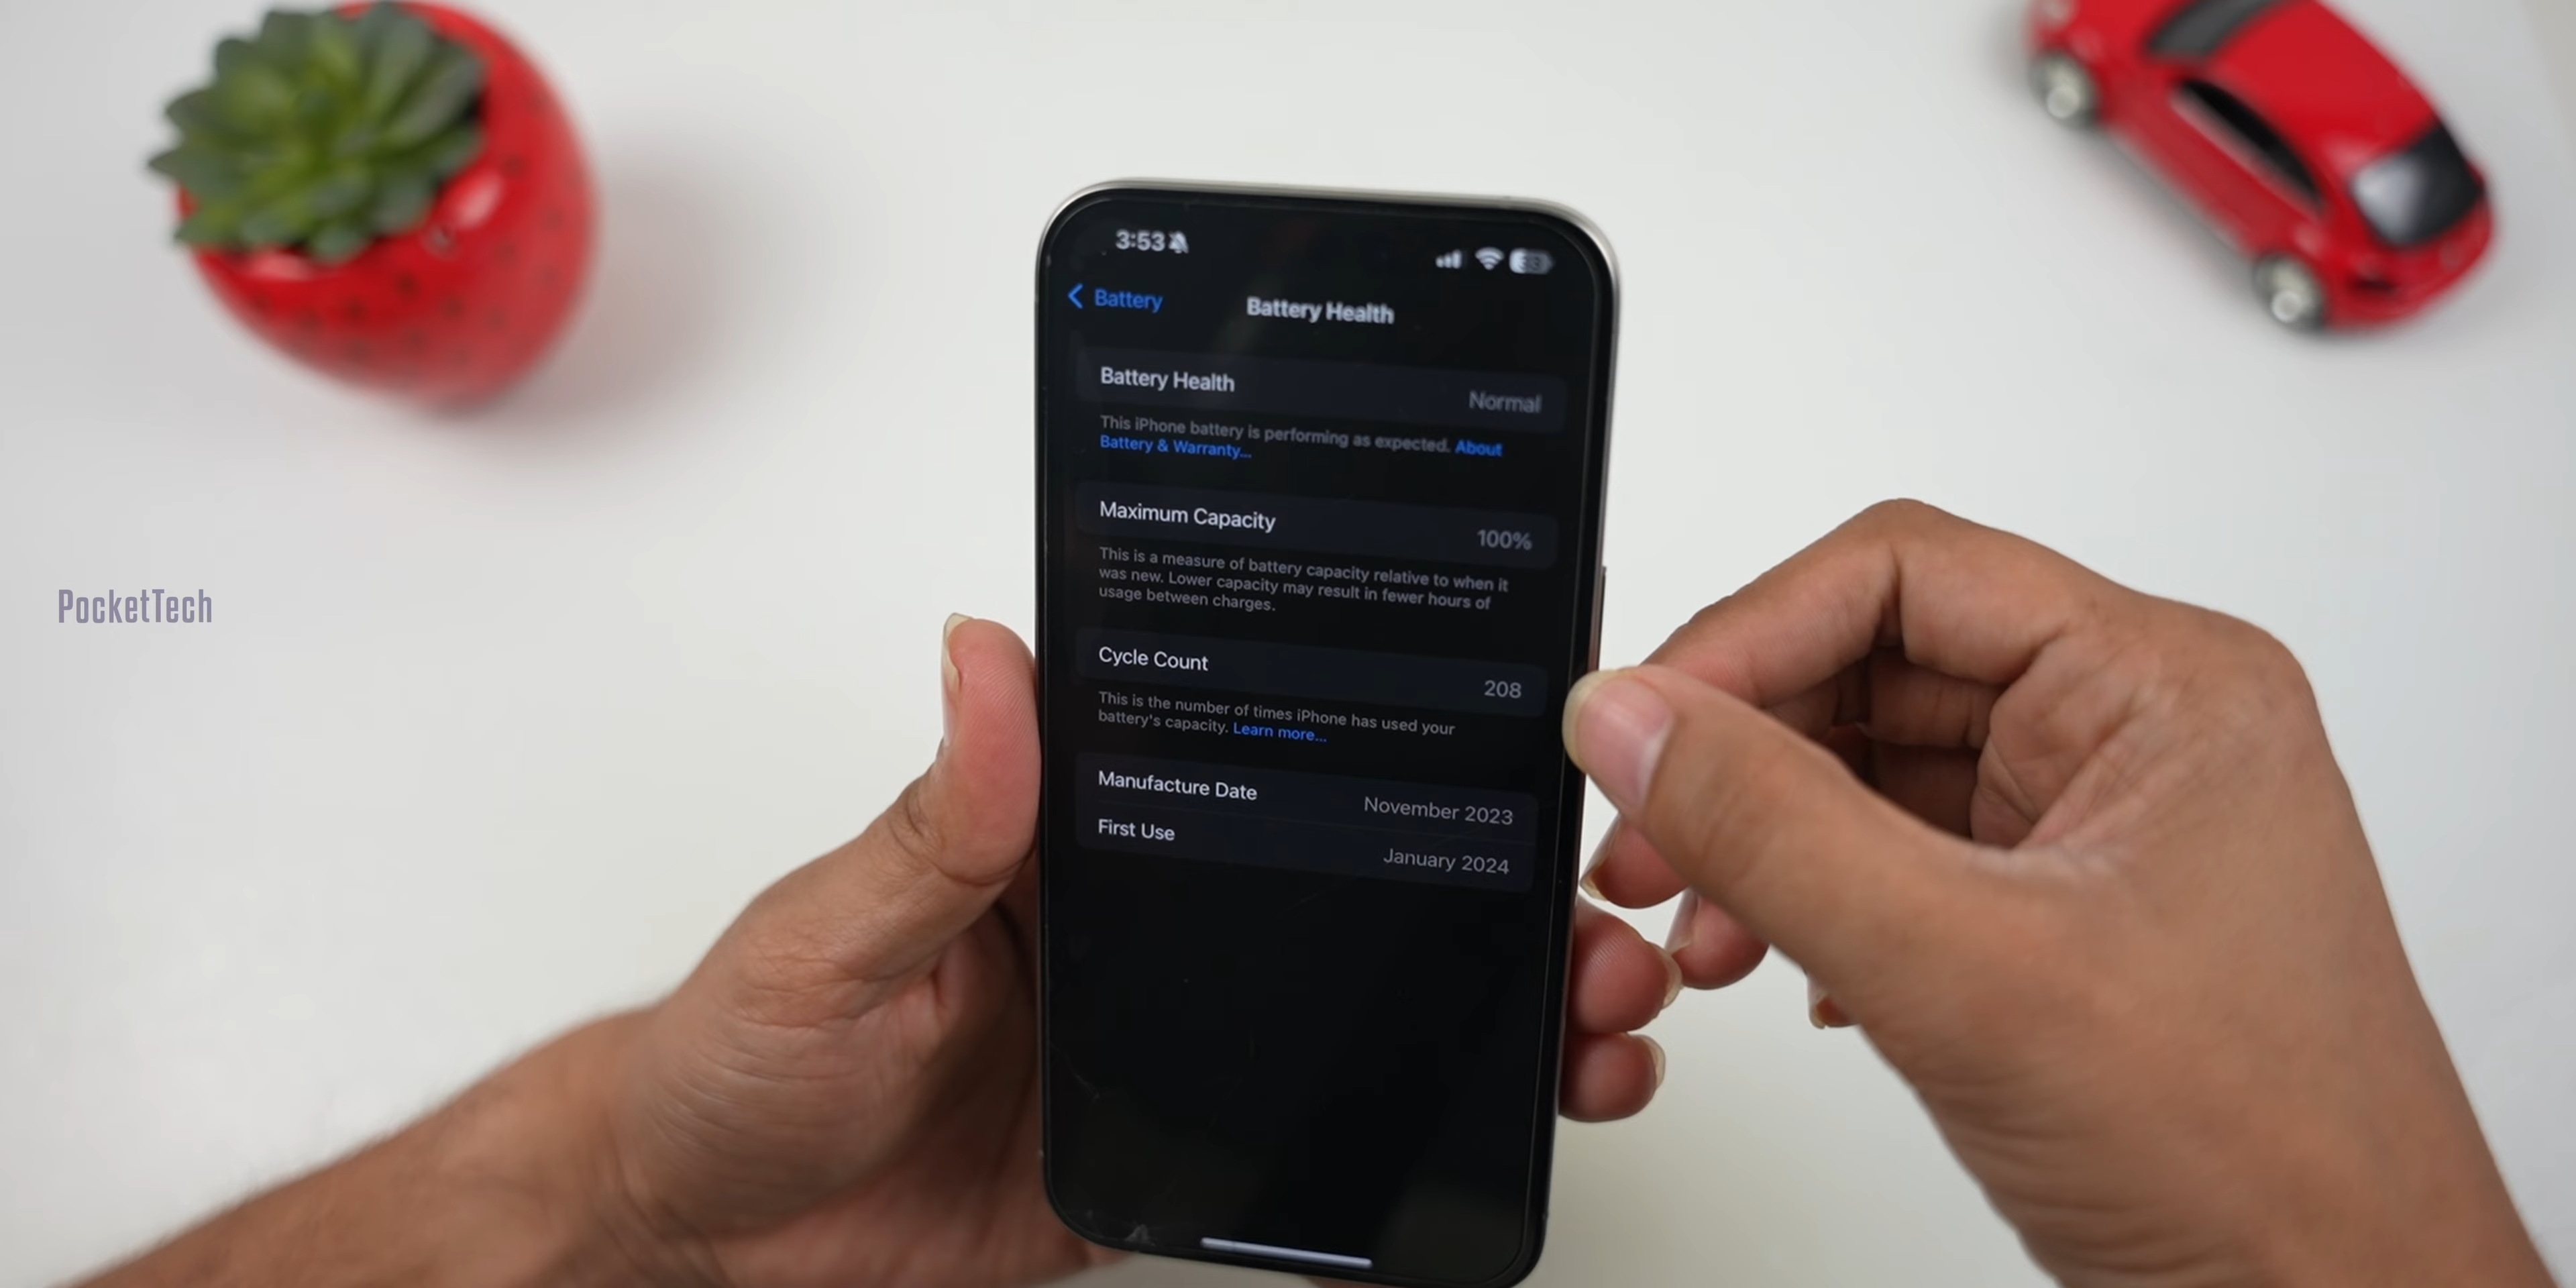 PocketTech
3:53
33
Battery
Battery Health
Battery Health
Normal
This iPhone battery is performing as expected. About
Battery & Warranty...
Maximum Capacity
100%
This is a measure of battery capacity relative to when it
was new. Lower capacity may result in fewer hours of
usage between charges.
Cycle Count
208
This is the number of times iPhone has used your
battery's capacity. Learn more...
Manufacture Date
November 2023
First Use
January 2024